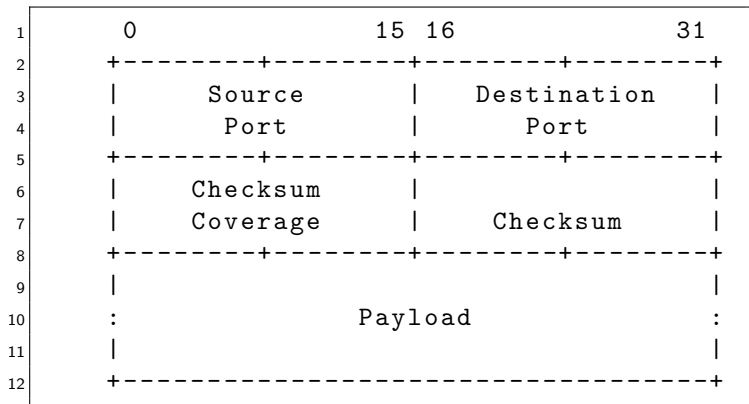 1 0 15 16 31
2 +--------+--------+--------+--------+
3 | Source | Destination |
4 | Port | Port |
5 +--------+--------+--------+--------+
6 | Checksum | |
7 | Coverage | Checksum |
8 +--------+--------+--------+--------+
9 | |
10 : Payload :
11 | |
12 +-----------------------------------+